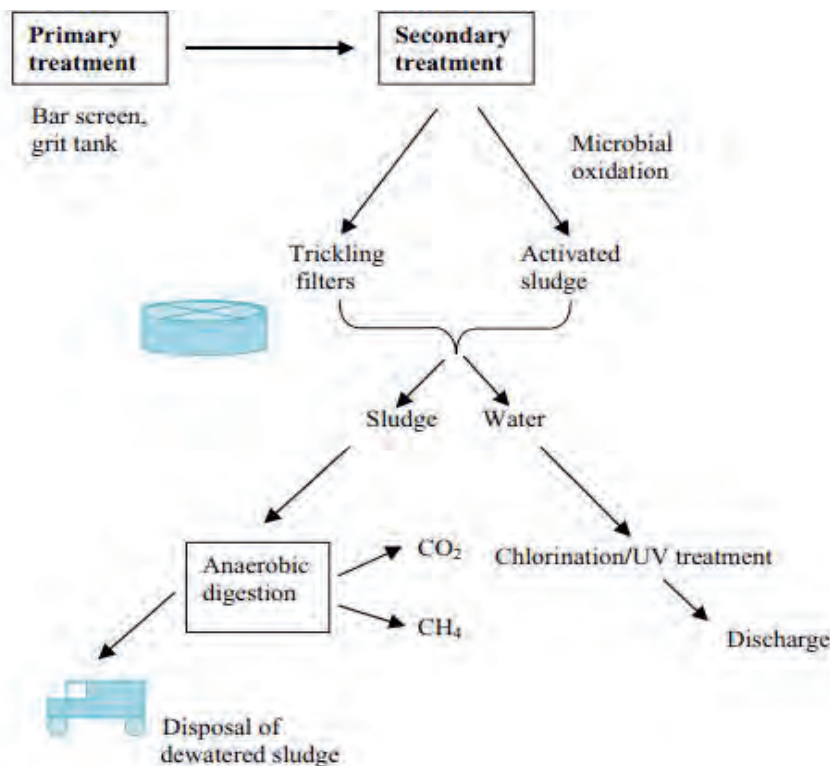 Primary
treatment
Secondary
treatment
Bar screen,
grit tank
Microbial
oxidation
Trickling
filters
Activated
sludge
Sludge
Water
Anaerobic
digestion
CO₂
CH₄
Chlorination/UV treatment
Discharge
Disposal of
dewatered sludge